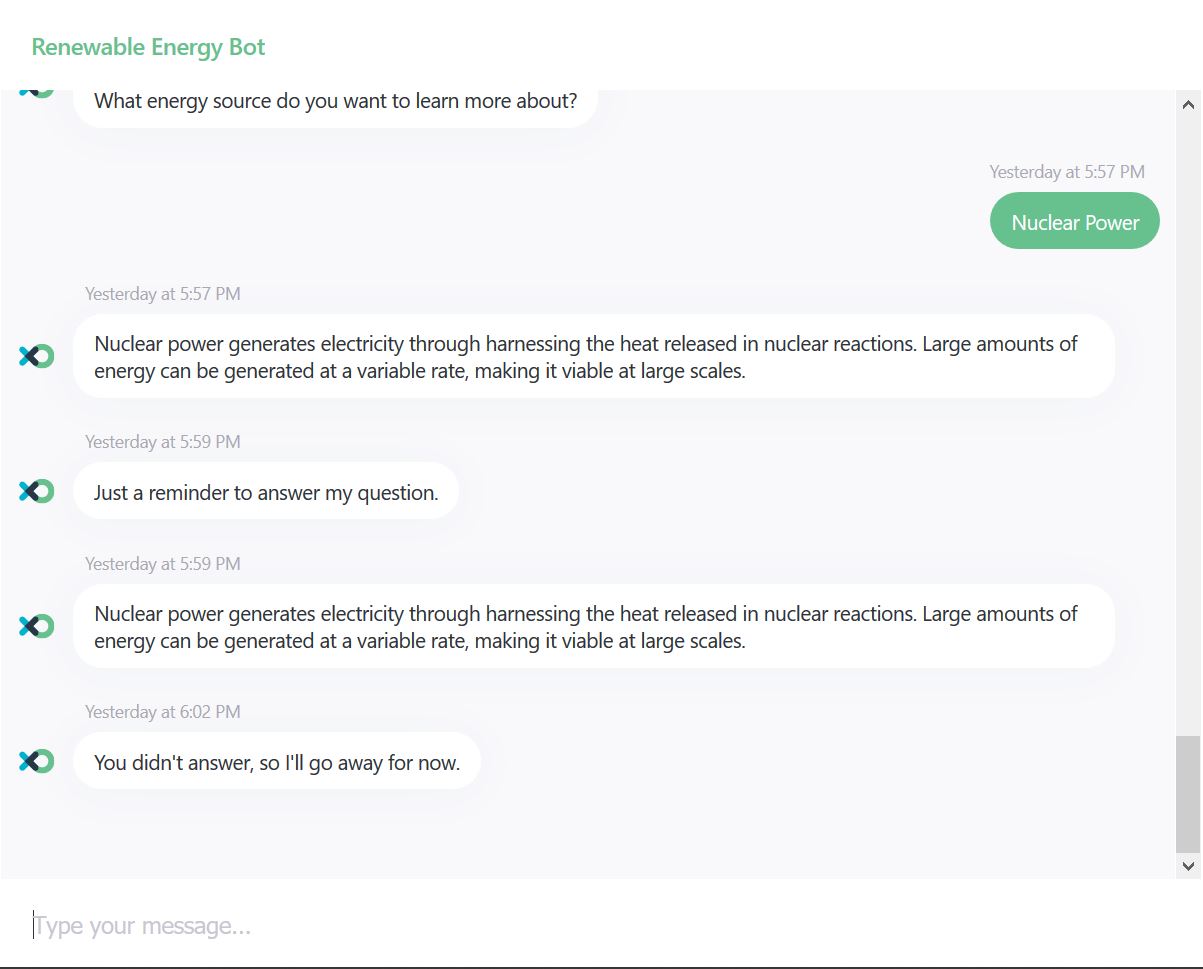 Renewable Energy Bot
What energy source do you want to learn more about?
Yesterday at 5:57 PM
Nuclear Power
Yesterday at 5:57 PM
Nuclear power generates electricity through harnessing the heat released in nuclear reactions. Large amounts of
energy can be generated at a variable rate, making it viable at large scales.
Yesterday at 5:59 PM
Just a reminder to answer my question.
Yesterday at 5:59 PM
Nuclear power generates electricity through harnessing the heat released in nuclear reactions. Large amounts of
energy can be generated at a variable rate, making it viable at large scales.
Yesterday at 6:02 PM
You didn't answer, so I'll go away for now.
Type your message...